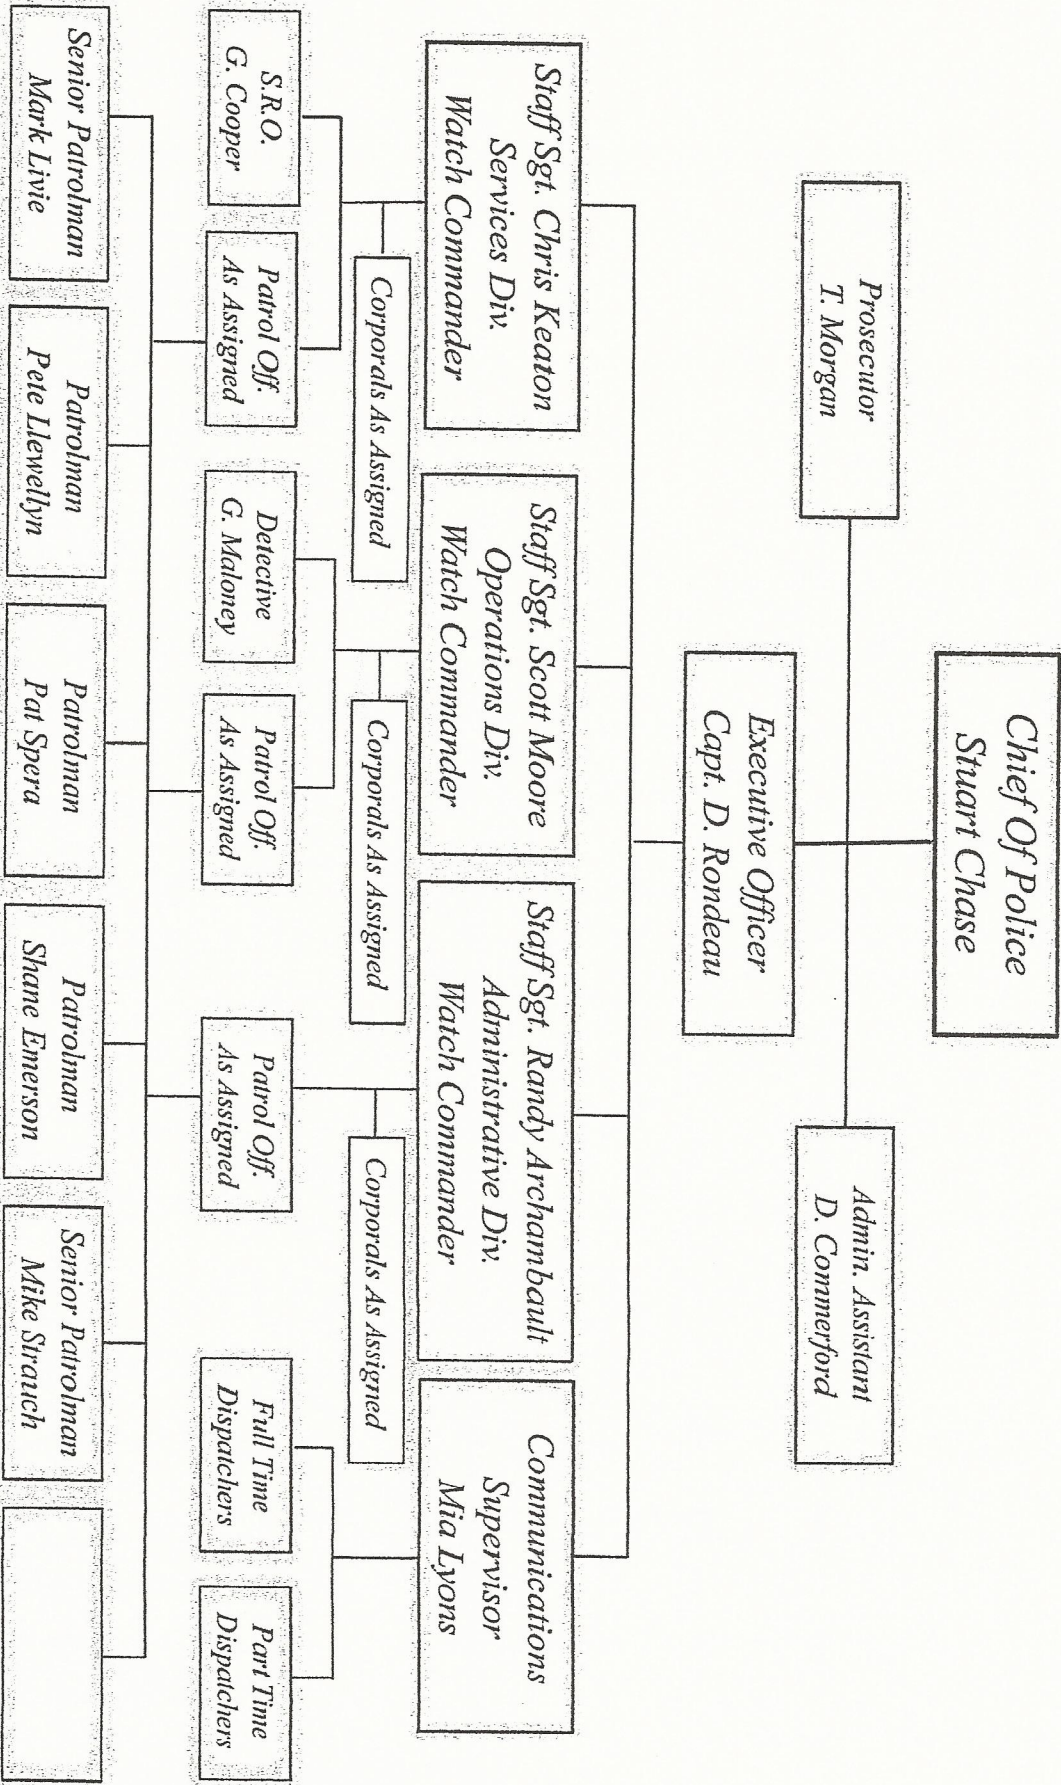 Chief Of Police
Stuart Chase
Prosecutor
T. Morgan
Admin. Assistant
D. Commerford
Executive Officer
Capt. D. Rondeau
Staff Sgt. Chris Keaton
Services Div.
Watch Commander
Staff Sgt. Scott Moore
Operations Div.
Watch Commander
Staff Sgt. Randy Archambault
Administrative Div.
Watch Commander
Communications
Supervisor
Mia Lyons
Corporals As Assigned
Corporals As Assigned
Corporals As Assigned
S.R.O.
G. Cooper
Patrol Off.
As Assigned
Detective
G. Maloney
Patrol Off.
As Assigned
Patrol Off.
As Assigned
Full Time
Dispatchers
Part Time
Dispatchers
Senior Patrolman
Mark Livie
Patrolman
Pete Llewellyn
Patrolman
Pat Spera
Patrolman
Shane Emerson
Senior Patrolman
Mike Strauch